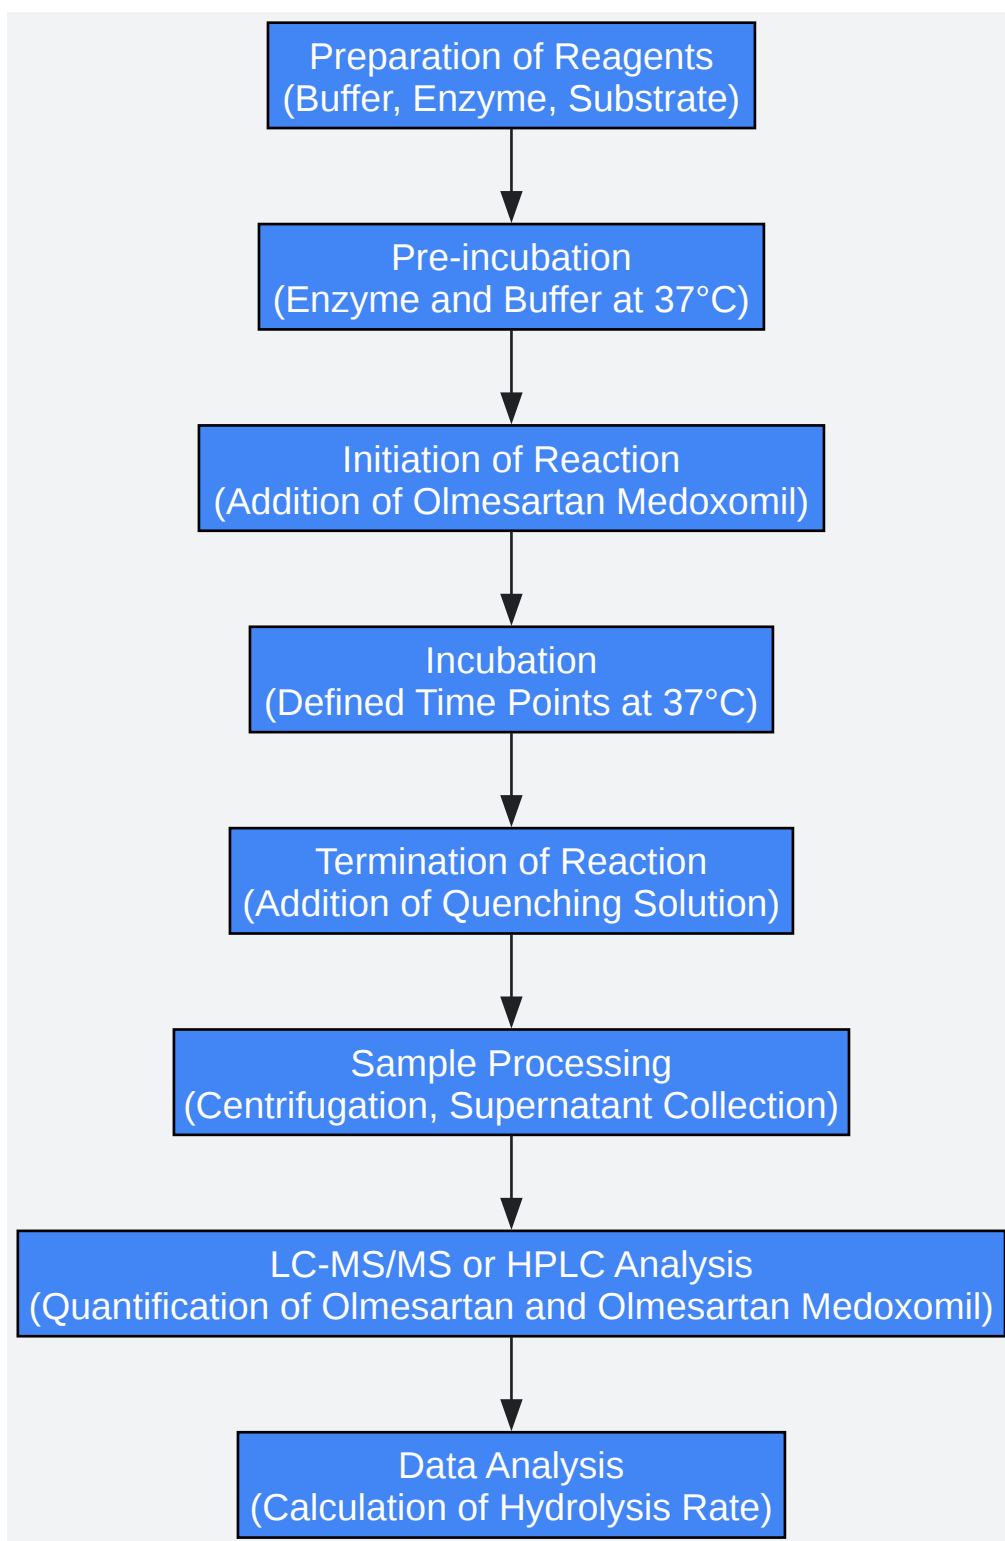 Preparation of Reagents
(Buffer, Enzyme, Substrate)
Pre-incubation
(Enzyme and Buffer at 37°C)
Initiation of Reaction
(Addition of Olmesartan Medoxomil)
Incubation
(Defined Time Points at 37°C)
Termination of Reaction
(Addition of Quenching Solution)
Sample Processing
(Centrifugation, Supernatant Collection)
LC-MS/MS or HPLC Analysis
(Quantification of Olmesartan and Olmesartan Medoxomil)
Data Analysis
(Calculation of Hydrolysis Rate)